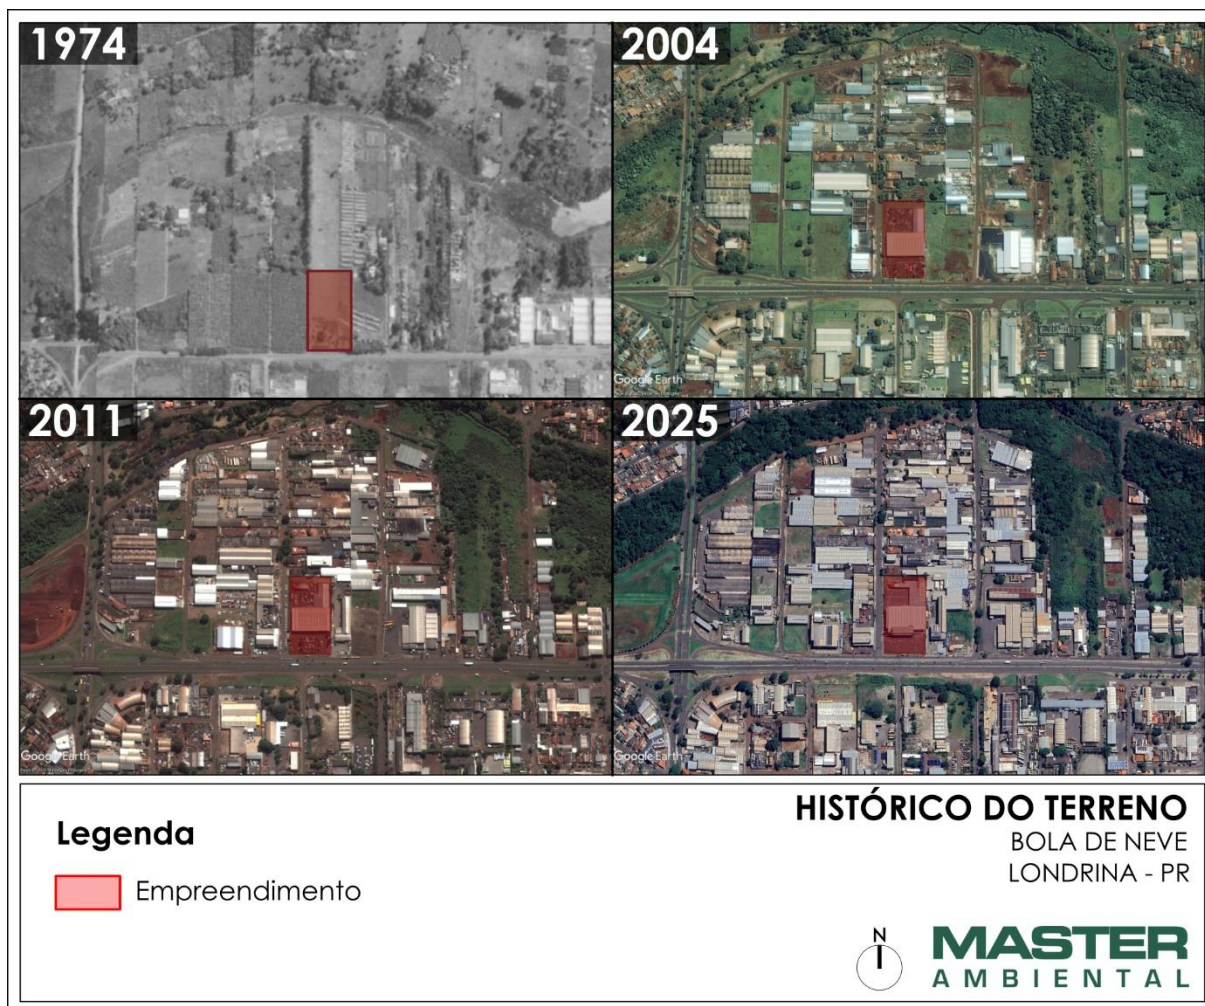 1974
2004
Google Earth
2011
2025
Google Earth
Google Earth
Legenda
Empreendimento
HISTÓRICO DO TERRENO
BOLA DE NEVE
LONDRINA - PR
N
MASTER
AMBIENTAL